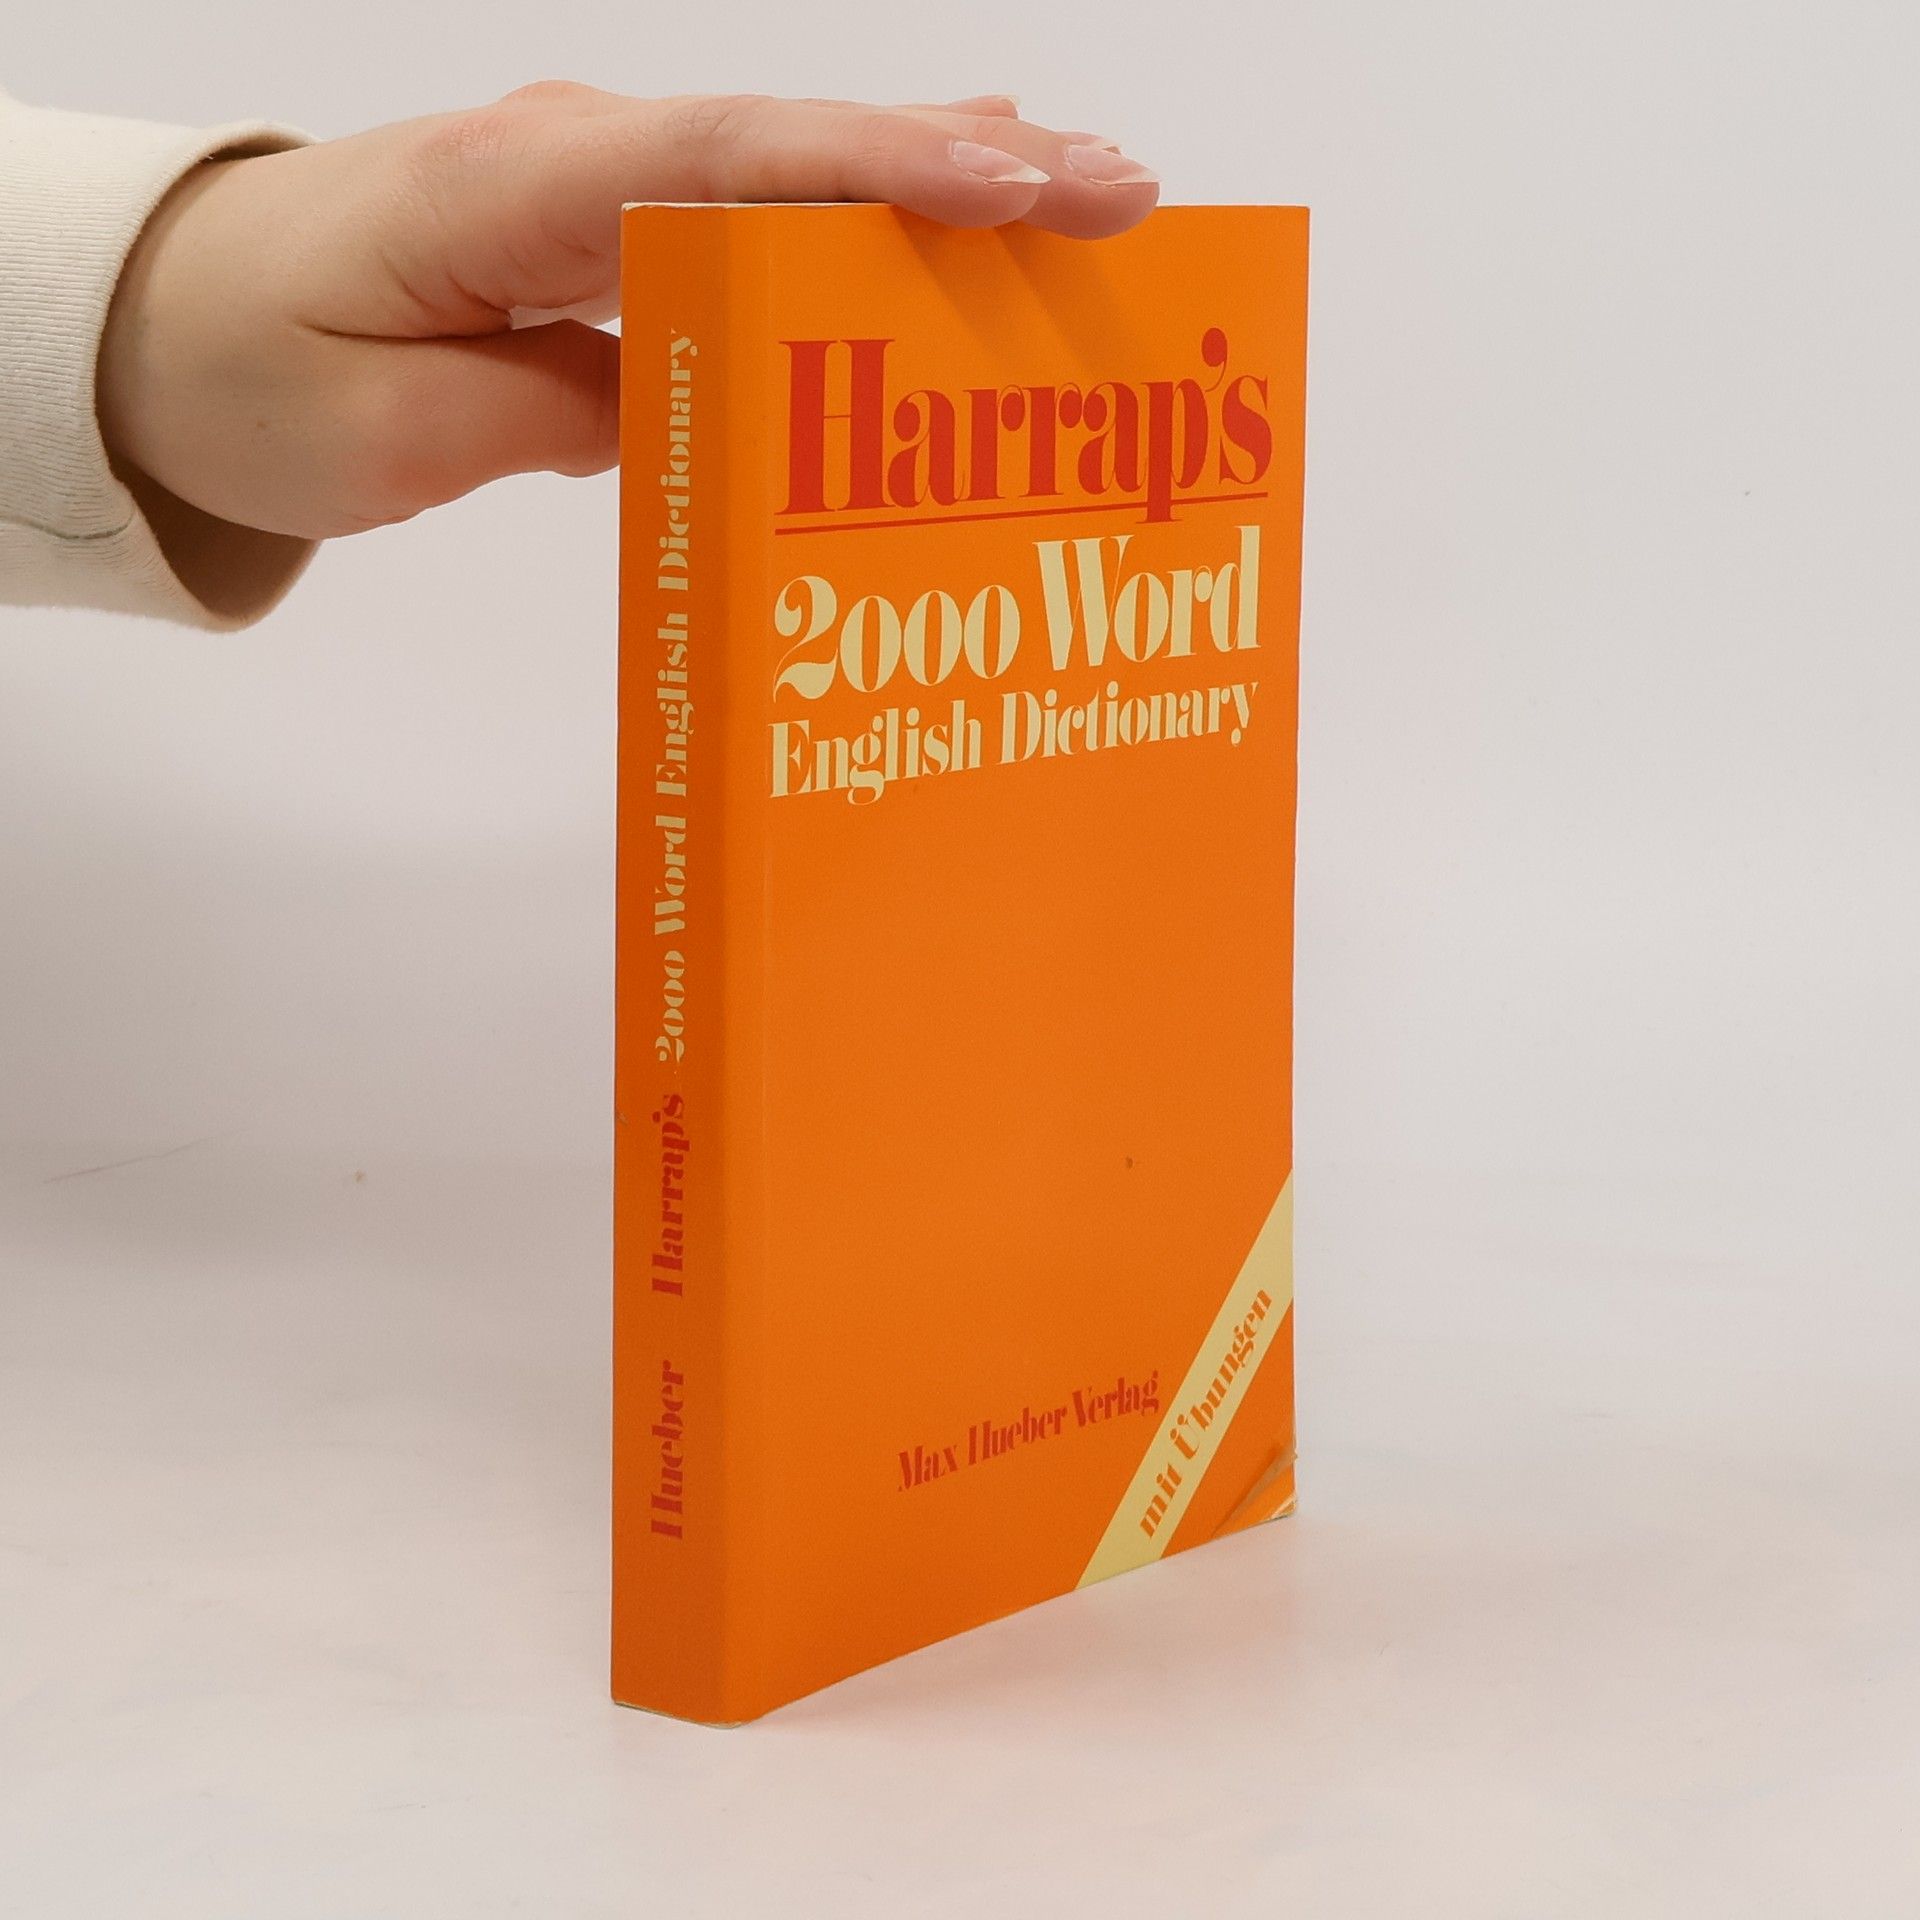 Harrap's
2000 Word
English Dictionary
Max Hueber Verlag
mit Übungen
Hueber Harrap's 2000 Word English Dictionary